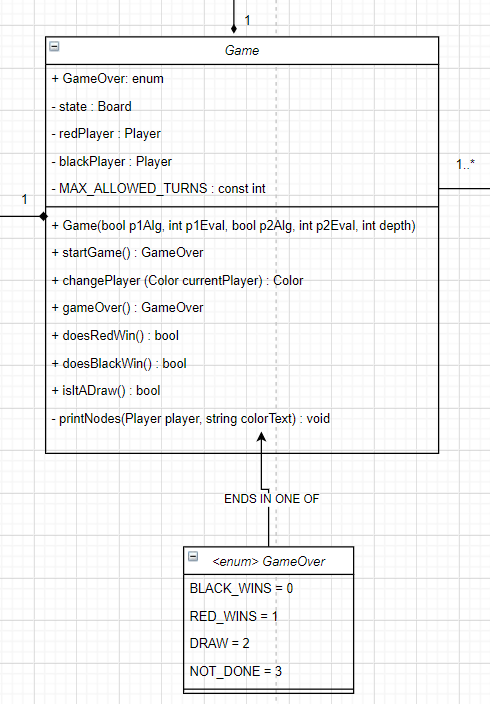 1
Game
+ GameOver: enum
- state : Board
- redPlayer : Player
- blackPlayer : Player
1..*
- MAX_ALLOWED_TURNS : const int
1
+ Game(bool p1Alg, int p1Eval, bool p2Alg, int p2Eval, int depth)
+ startGame() : GameOver
+ changePlayer (Color currentPlayer) : Color
+ gameOver() : GameOver
+ doesRedWin() : bool
+ doesBlackWin() : bool
+ isItADraw() : bool
- printNodes(Player player, string colorText) : void
ENDS IN ONE OF
<enum> GameOver
BLACK_WINS = 0
RED_WINS = 1
DRAW = 2
NOT_DONE = 3